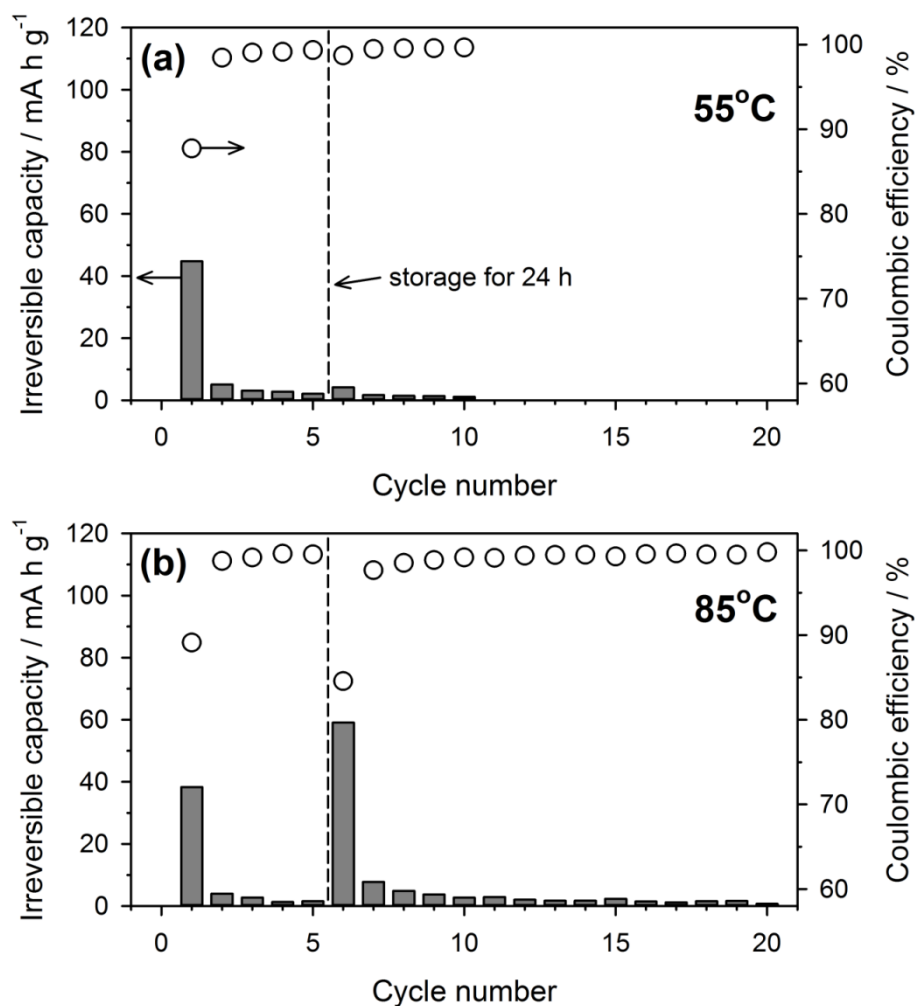 (a)
55°C
Irreversible capacity / mA h g⁻¹
120
100
80
60
40
20
0
storage for 24 h
Coulombic efficiency / %
100
90
80
70
60
0 5 10 15 20
Cycle number
(b)
85°C
Irreversible capacity / mA h g⁻¹
120
100
80
60
40
20
0
Coulombic efficiency / %
100
90
80
70
60
0 5 10 15 20
Cycle number